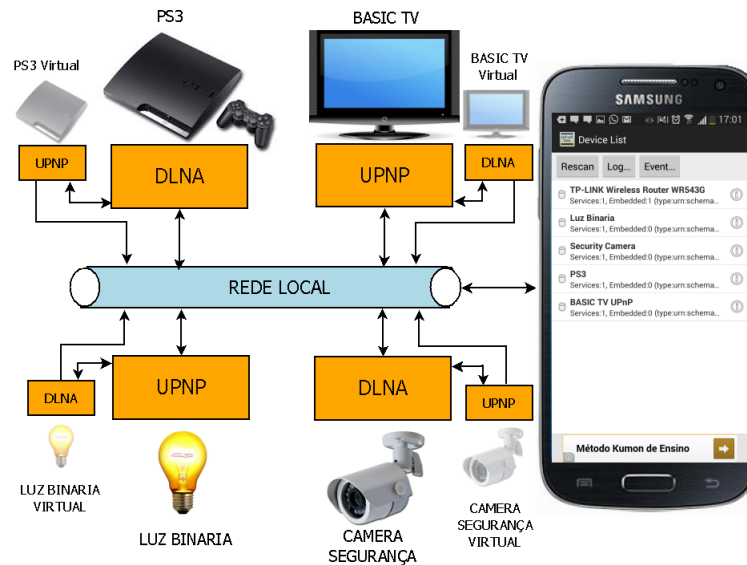 PS3
BASIC TV
PS3 Virtual
BASIC TV
Virtual
UPNP
DLNA
UPNP
DLNA
REDE LOCAL
DLNA
UPNP
DLNA
UPNP
LUZ BINARIA
VIRTUAL
LUZ BINARIA
CAMERA
SEGURANÇA
CAMERA
SEGURANÇA
VIRTUAL
SAMSUNG
17:01
Device List
Rescan
Log...
Event...
TP-LINK Wireless Router WR543G
Services:1, Embedded:1 (type:urn:schema...
Luz Binaria
Services:1, Embedded:0 (type:urn:schema...
Security Camera
Services:1, Embedded:0 (type:urn:schema...
PS3
Services:1, Embedded:0 (type:urn:schema...
BASIC TV UPnP
Services:1, Embedded:0 (type:urn:schema...
Método Kumon de Ensino